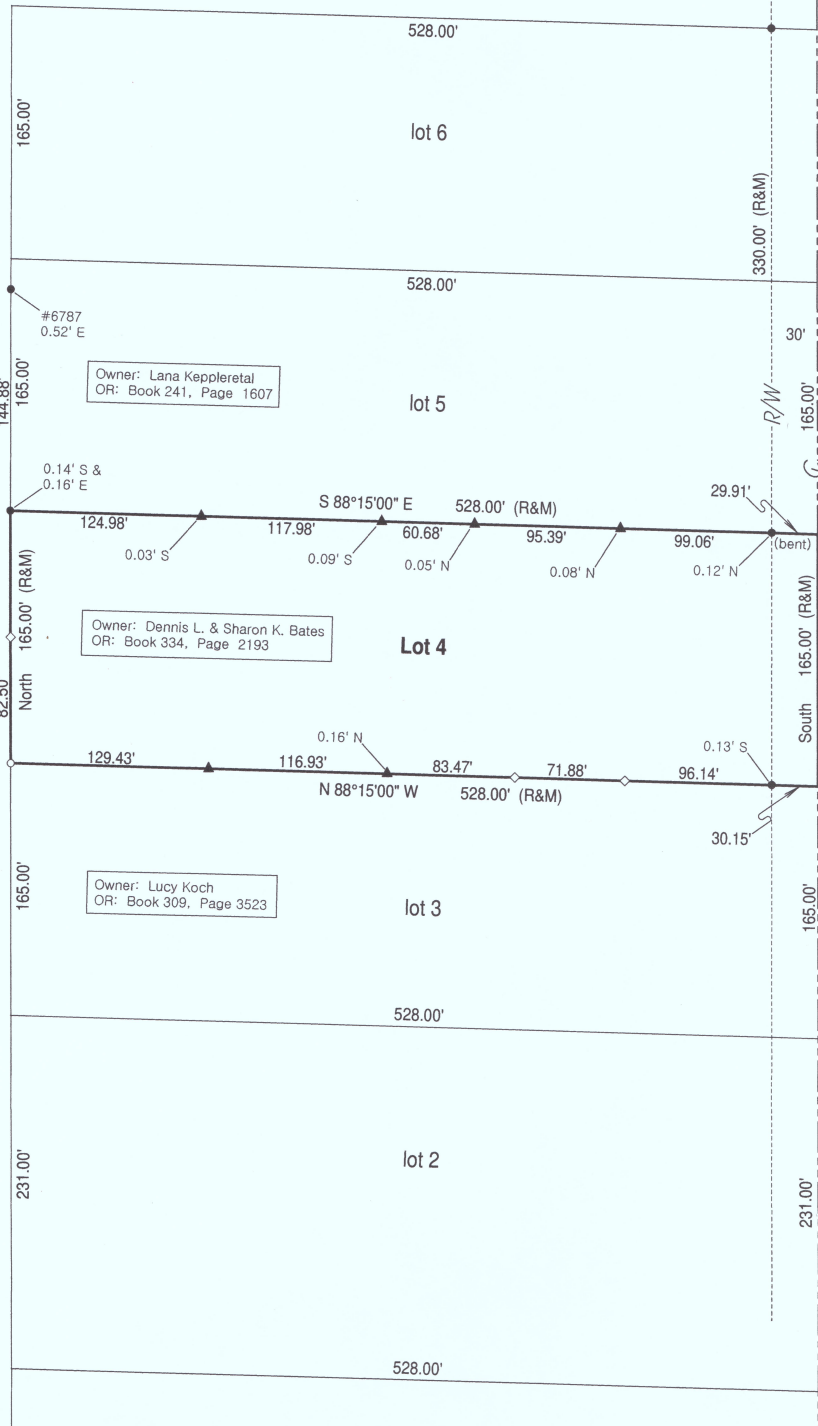 528.00'
165.00'
lot 6
330.00' (R&M)
528.00'
#6787
0.52' E
30'
144.88'
165.00'
Owner: Lana Keppleretal
OR: Book 241, Page 1607
lot 5
R/W
165.00'
0.14' S &
0.16' E
S 88°15'00" E 528.00' (R&M)
29.91'
124.98'
117.98'
60.68'
95.39'
99.06'
(bent)
0.03' S
0.09' S
0.05' N
0.08' N
0.12' N
North 165.00' (R&M)
Owner: Dennis L. & Sharon K. Bates
OR: Book 334, Page 2193
Lot 4
South 165.00' (R&M)
82.50'
0.16' N
0.13' S
129.43'
116.93'
83.47'
71.88'
96.14'
N 88°15'00" W 528.00' (R&M)
30.15'
165.00'
Owner: Lucy Koch
OR: Book 309, Page 3523
lot 3
165.00'
528.00'
231.00'
lot 2
231.00'
528.00'